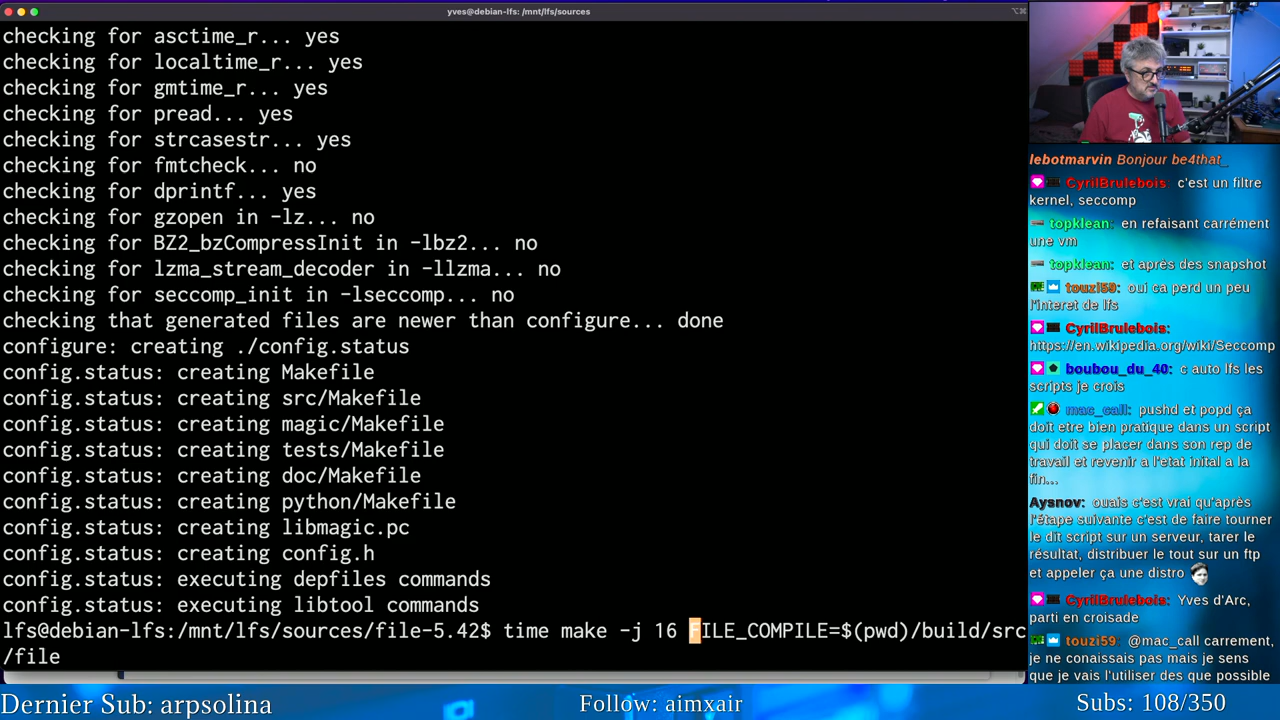 yves@debian-lfs: /mnt/lfs/sources
checking for asctime_r... yes
checking for localtime_r... yes
checking for gmtime_r... yes
checking for pread... yes
checking for strcasestr... yes
checking for fmtcheck... no
checking for dprintf... yes
checking for gzopen in -lz... no
checking for BZ2_bzCompressInit in -lbz2... no
checking for lzma_stream_decoder in -llzma... no
checking for seccomp_init in -lseccomp... no
checking that generated files are newer than configure... done
configure: creating ./config.status
config.status: creating Makefile
config.status: creating src/Makefile
config.status: creating magic/Makefile
config.status: creating tests/Makefile
config.status: creating doc/Makefile
config.status: creating python/Makefile
config.status: creating libmagic.pc
config.status: creating config.h
config.status: executing depfiles commands
config.status: executing libtool commands
lfs@debian-lfs:/mnt/lfs/sources/file-5.42$ time make -j 16 FILE_COMPILE=$(pwd)/build/src
/file
lebotmarvin Bonjour be4that_
CyrilBrulebois: c'est un filtre
kernel, seccomp
topklean: en refaisant carrément
une vm
topklean: et aprés des snapshot
touzi59: oui ca perd un peu
l'interet de lfs
CyrilBrulebois:
https://en.wikipedia.org/wiki/Seccomp
boubou_du_40: c auto lfs les
scripts je crois
mac_call: pushd et popd ça
doit etre bien pratique dans un script
qui doit se placer dans son rep de
travail et revenir a l'etat inital a la
fin...
Aysnov: ouais c'est vrai qu'après
l'étape suivante c'est de faire tourner
le dit script sur un serveur, tarer le
résultat, distribuer le tout sur un ftp
et appeler ça une distro
CyrilBrulebois: Yves d'Arc,
parti en croisade
touzi59: @mac_call carrement,
je ne conaissais pas mais je sens
que je vais l'utiliser des que possible
Dernier Sub: arpsolina
Follow: aimxair
Subs: 108/350